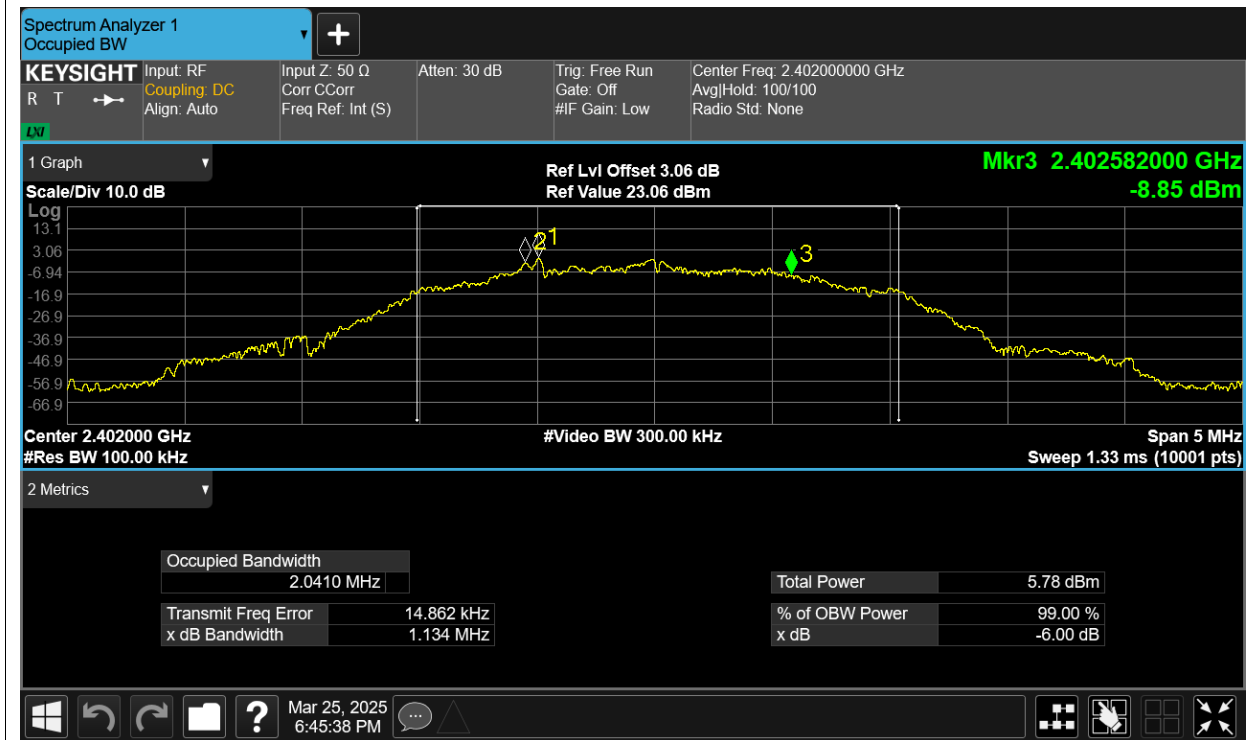 Spectrum Analyzer 1
Occupied BW
KEYSIGHT
R T
LXI
Input: RF
Coupling: DC
Align: Auto
Input Z: 50 Ω
Corr CCorr
Freq Ref: Int (S)
Atten: 30 dB
Trig: Free Run
Gate: Off
#IF Gain: Low
Center Freq: 2.402000000 GHz
Avg|Hold: 100/100
Radio Std: None
1 Graph
Ref Lvl Offset 3.06 dB
Mkr3 2.402582000 GHz
Scale/Div 10.0 dB
Ref Value 23.06 dBm
-8.85 dBm
Log
13.1
3.06
-6.94
-16.9
-26.9
-36.9
-46.9
-56.9
-66.9
2
1
3
Center 2.402000 GHz
#Video BW 300.00 kHz
Span 5 MHz
#Res BW 100.00 kHz
Sweep 1.33 ms (10001 pts)
2 Metrics
Occupied Bandwidth
2.0410 MHz
Total Power 5.78 dBm
Transmit Freq Error 14.862 kHz
% of OBW Power 99.00 %
x dB Bandwidth 1.134 MHz
x dB -6.00 dB
?
Mar 25, 2025
6:45:38 PM